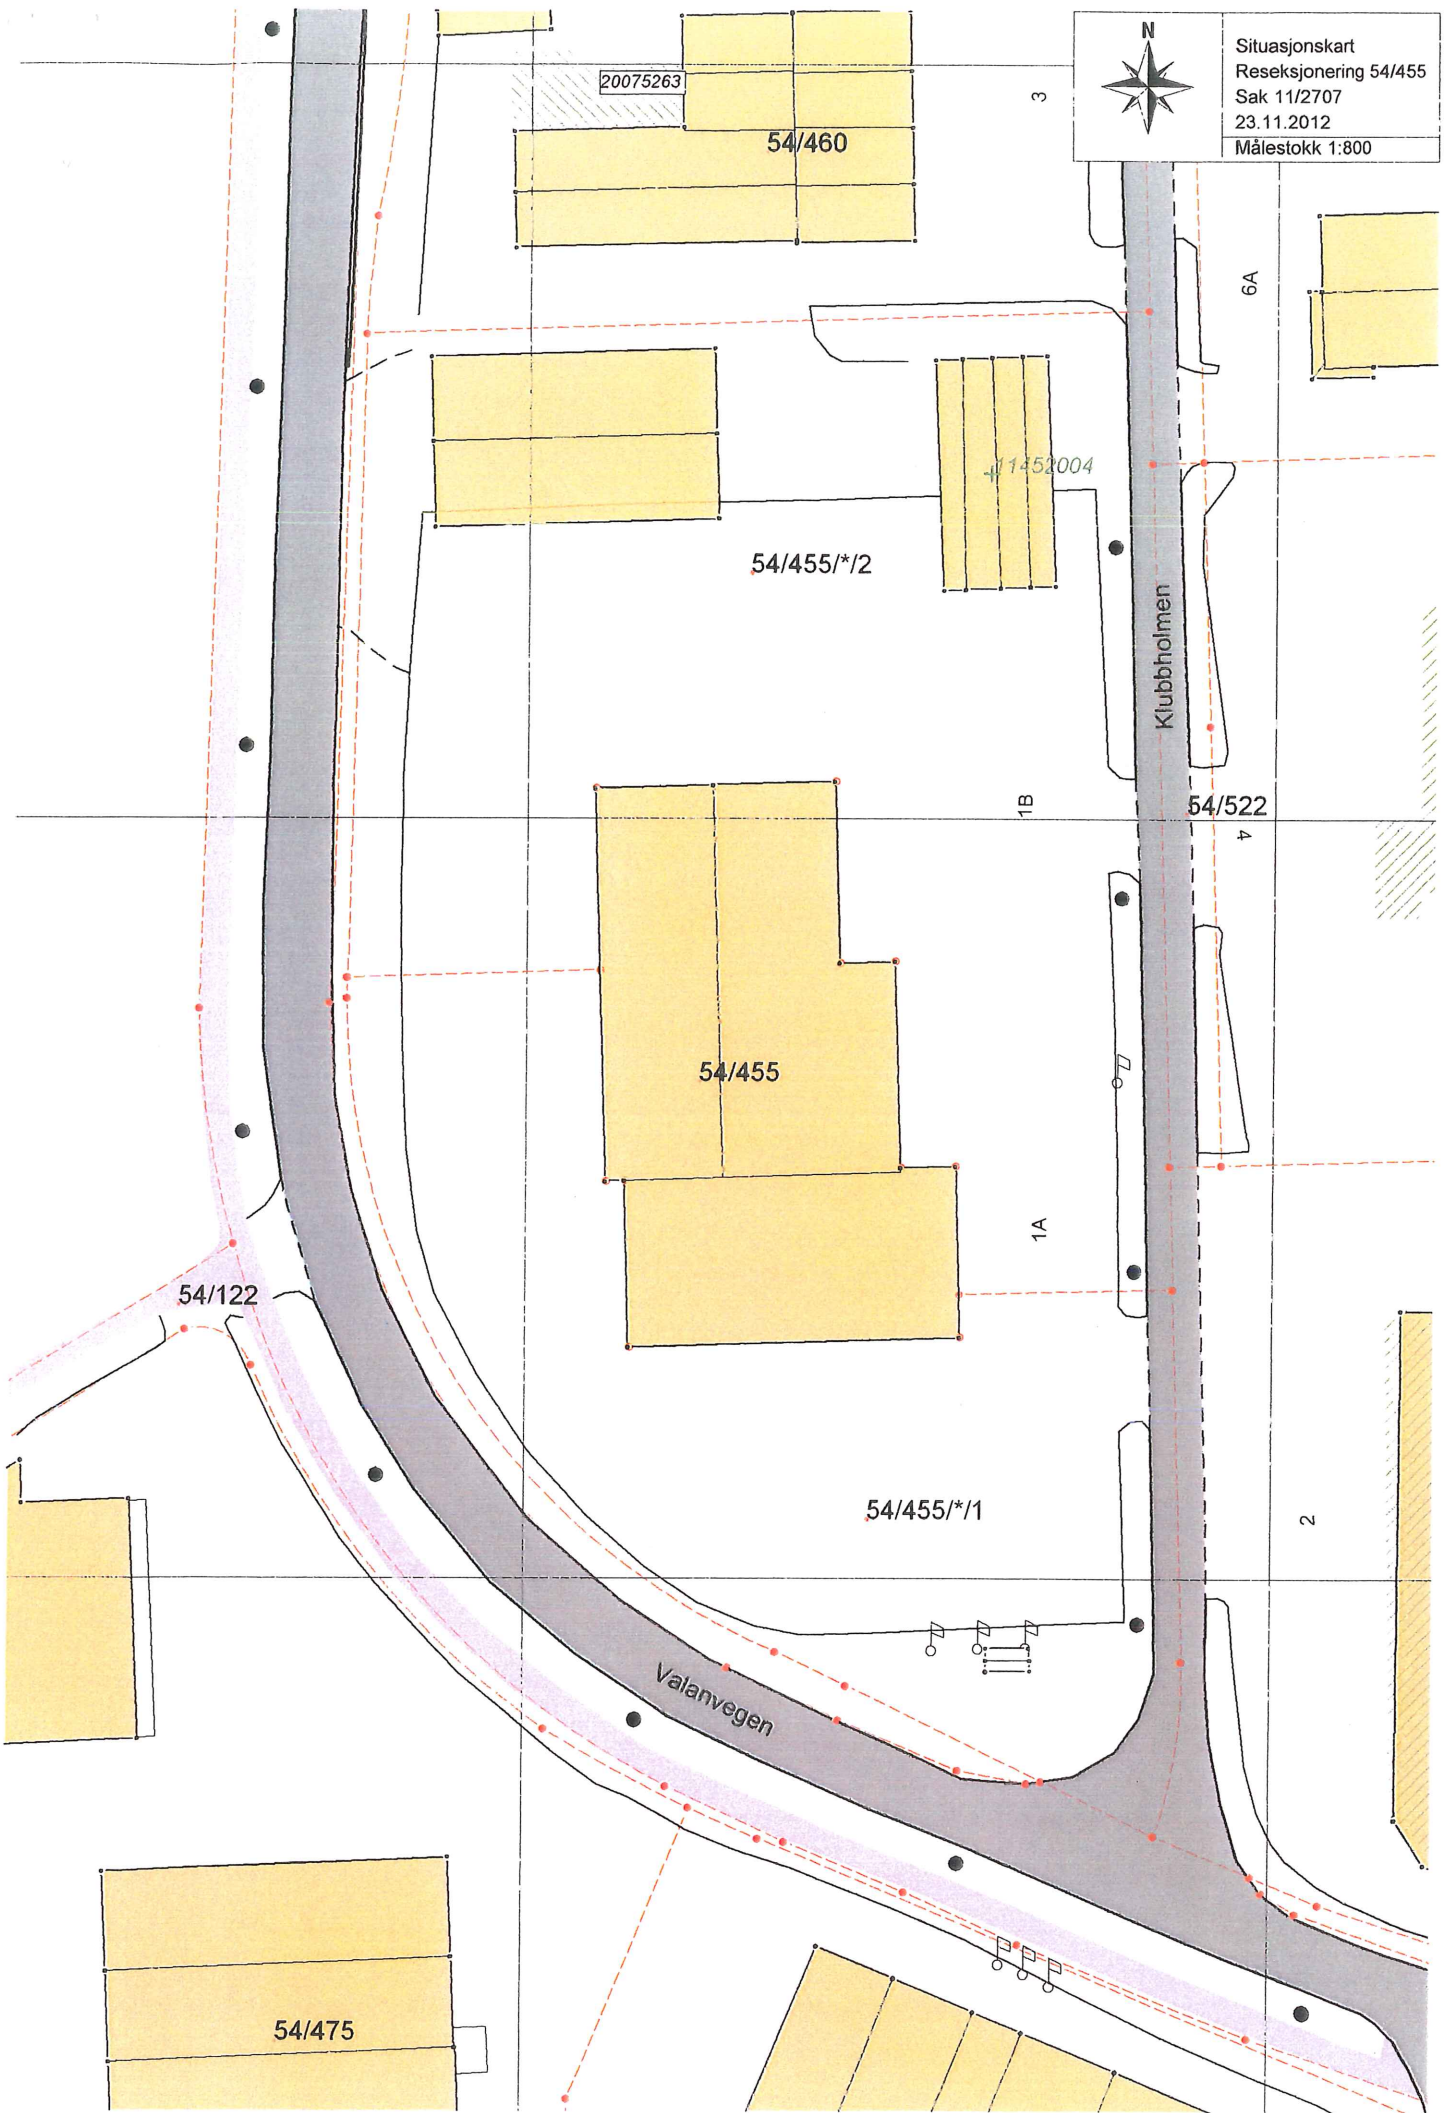 N
Situasjonskart
Reseksjonering 54/455
Sak 11/2707
23.11.2012
Målestokk 1:800
20075263
3
54/460
6A
11452004
54/455/*/2
Klubbholmen
1B
54/522
4
54/455
1A
54/122
54/455/*/1
2
Valanvegen
54/475